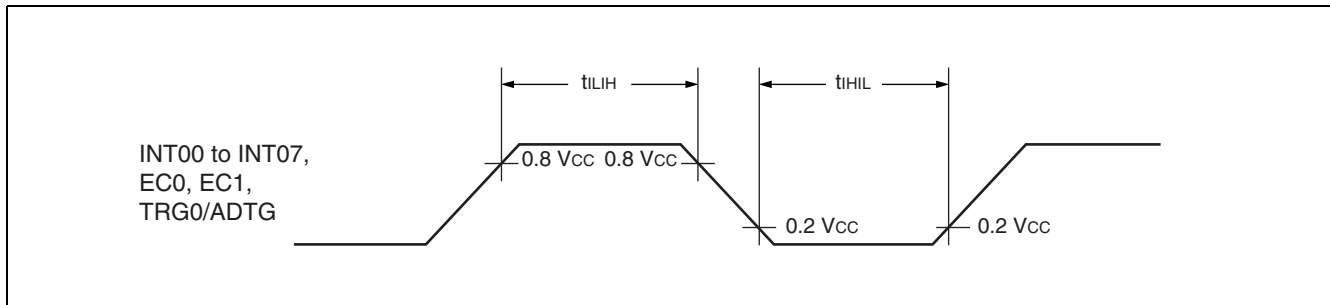 tILIH
tIHIL
INT00 to INT07,
EC0, EC1,
TRG0/ADTG
0.8 VCC 0.8 VCC
0.2 VCC
0.2 VCC